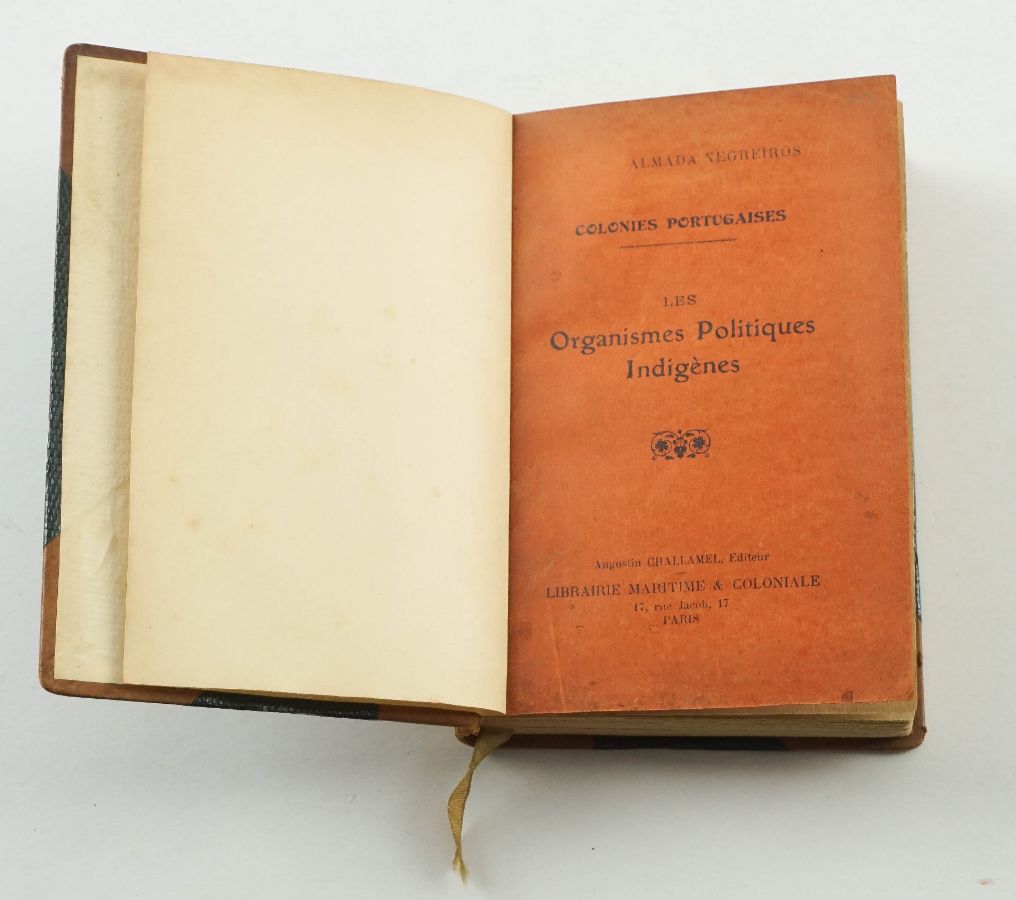 ALMADA NEGREIROS
COLONIES PORTUGAISES
LES
Organismes Politiques
Indigènes
Augustin CHALLAMEL, Editeur
LIBRAIRIE MARITIME & COLONIALE
17, rue Jacob, 17
PARIS